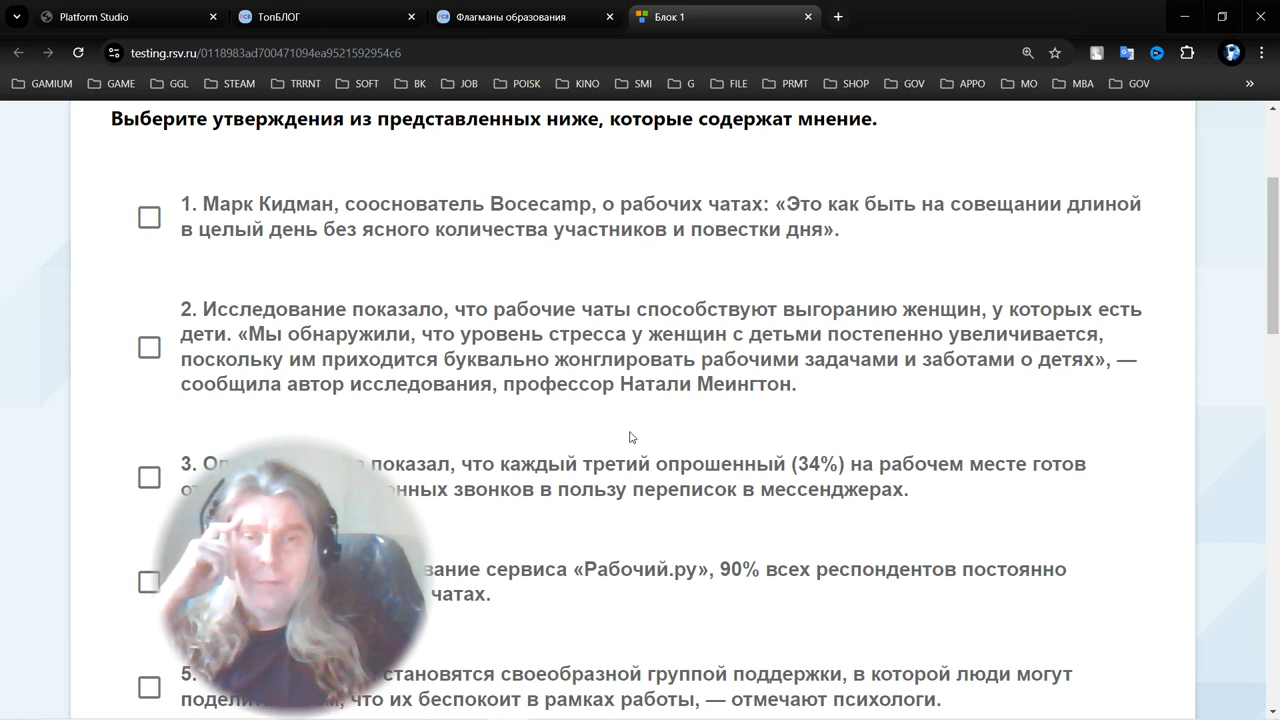 Platform Studio
ТопБЛОГ
Флагманы образования
Блок 1
testing.rsv.ru/0118983ad700471094ea9521592954c6
GAMIUM GAME GGL STEAM TRRNT SOFT BK JOB POISK KINO SMI G FILE PRMT SHOP GOV APPO MO MBA GOV
Выберите утверждения из представленных ниже, которые содержат мнение.
1. Марк Кидман, сооснователь Bocecamp, о рабочих чатах: «Это как быть на совещании длиной
в целый день без ясного количества участников и повестки дня».
2. Исследование показало, что рабочие чаты способствуют выгоранию женщин, у которых есть
дети. «Мы обнаружили, что уровень стресса у женщин с детьми постепенно увеличивается,
поскольку им приходится буквально жонглировать рабочими задачами и заботами о детях», —
сообщила автор исследования, профессор Натали Меингтон.
3. показал, что каждый третий опрошенный (34%) на рабочем месте готов
звонков в пользу переписок в мессенджерах.
сервиса «Рабочий.ру», 90% всех респондентов постоянно
чатах.
5. становятся своеобразной группой поддержки, в которой люди могут
что их беспокоит в рамках работы, — отмечают психологи.